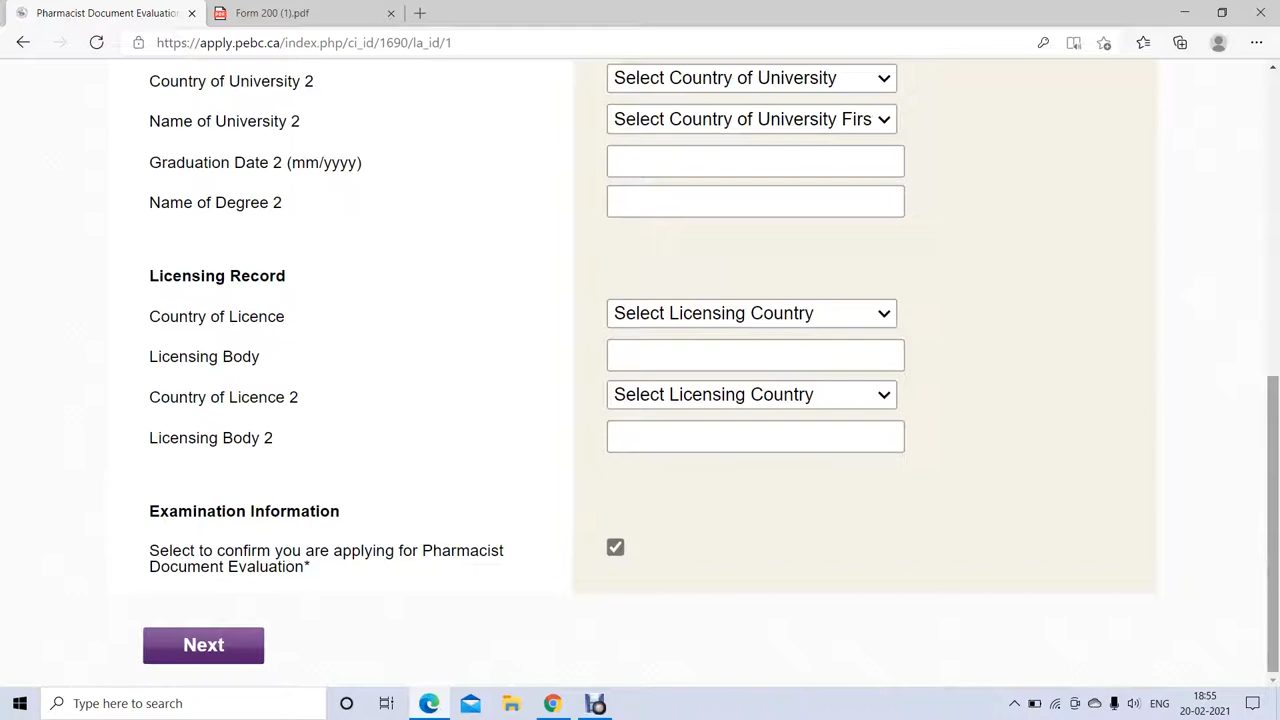 Pharmacist Document Evaluation
Form 200 (1).pdf
https://apply.pebc.ca/index.php/ci_id/1690/la_id/1
Country of University 2
Select Country of University
Name of University 2
Select Country of University Firs
Graduation Date 2 (mm/yyyy)
Name of Degree 2
Licensing Record
Country of Licence
Select Licensing Country
Licensing Body
Country of Licence 2
Select Licensing Country
Licensing Body 2
Examination Information
Select to confirm you are applying for Pharmacist
Document Evaluation*
Next
Type here to search
ENG
18:55
20-02-2021